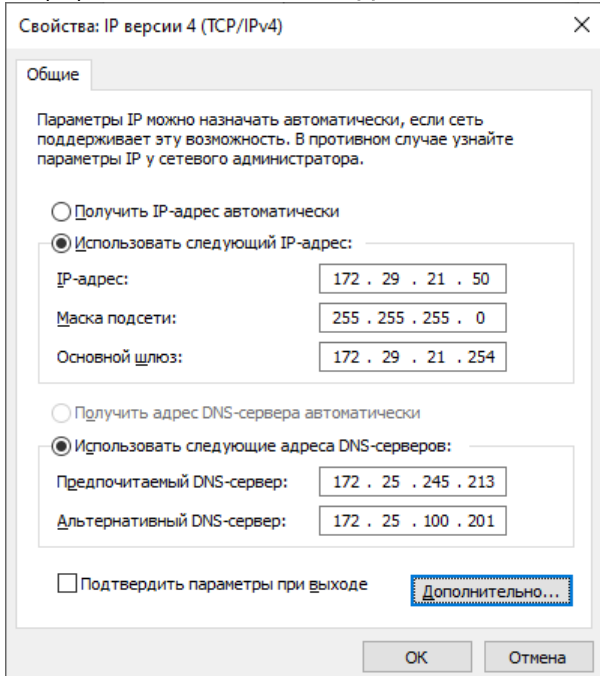 Свойства: IP версии 4 (TCP/IPv4)
Общие
Параметры IP можно назначать автоматически, если сеть
поддерживает эту возможность. В противном случае узнайте
параметры IP у сетевого администратора.
Получить IP-адрес автоматически
Использовать следующий IP-адрес:
IP-адрес: 172 . 29 . 21 . 50
Маска подсети: 255 . 255 . 255 . 0
Основной шлюз: 172 . 29 . 21 . 254
Получить адрес DNS-сервера автоматически
Использовать следующие адреса DNS-серверов:
Предпочитаемый DNS-сервер: 172 . 25 . 245 . 213
Альтернативный DNS-сервер: 172 . 25 . 100 . 201
Подтвердить параметры при выходе Дополнительно...
ОК Отмена